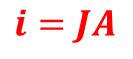 i = JA